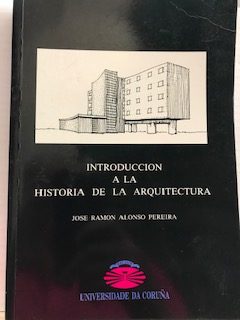 INTRODUCCION
A LA
HISTORIA DE LA ARQUITECTURA
JOSE RAMON ALONSO PEREIRA
UNIVERSIDADE DA CORUÑA